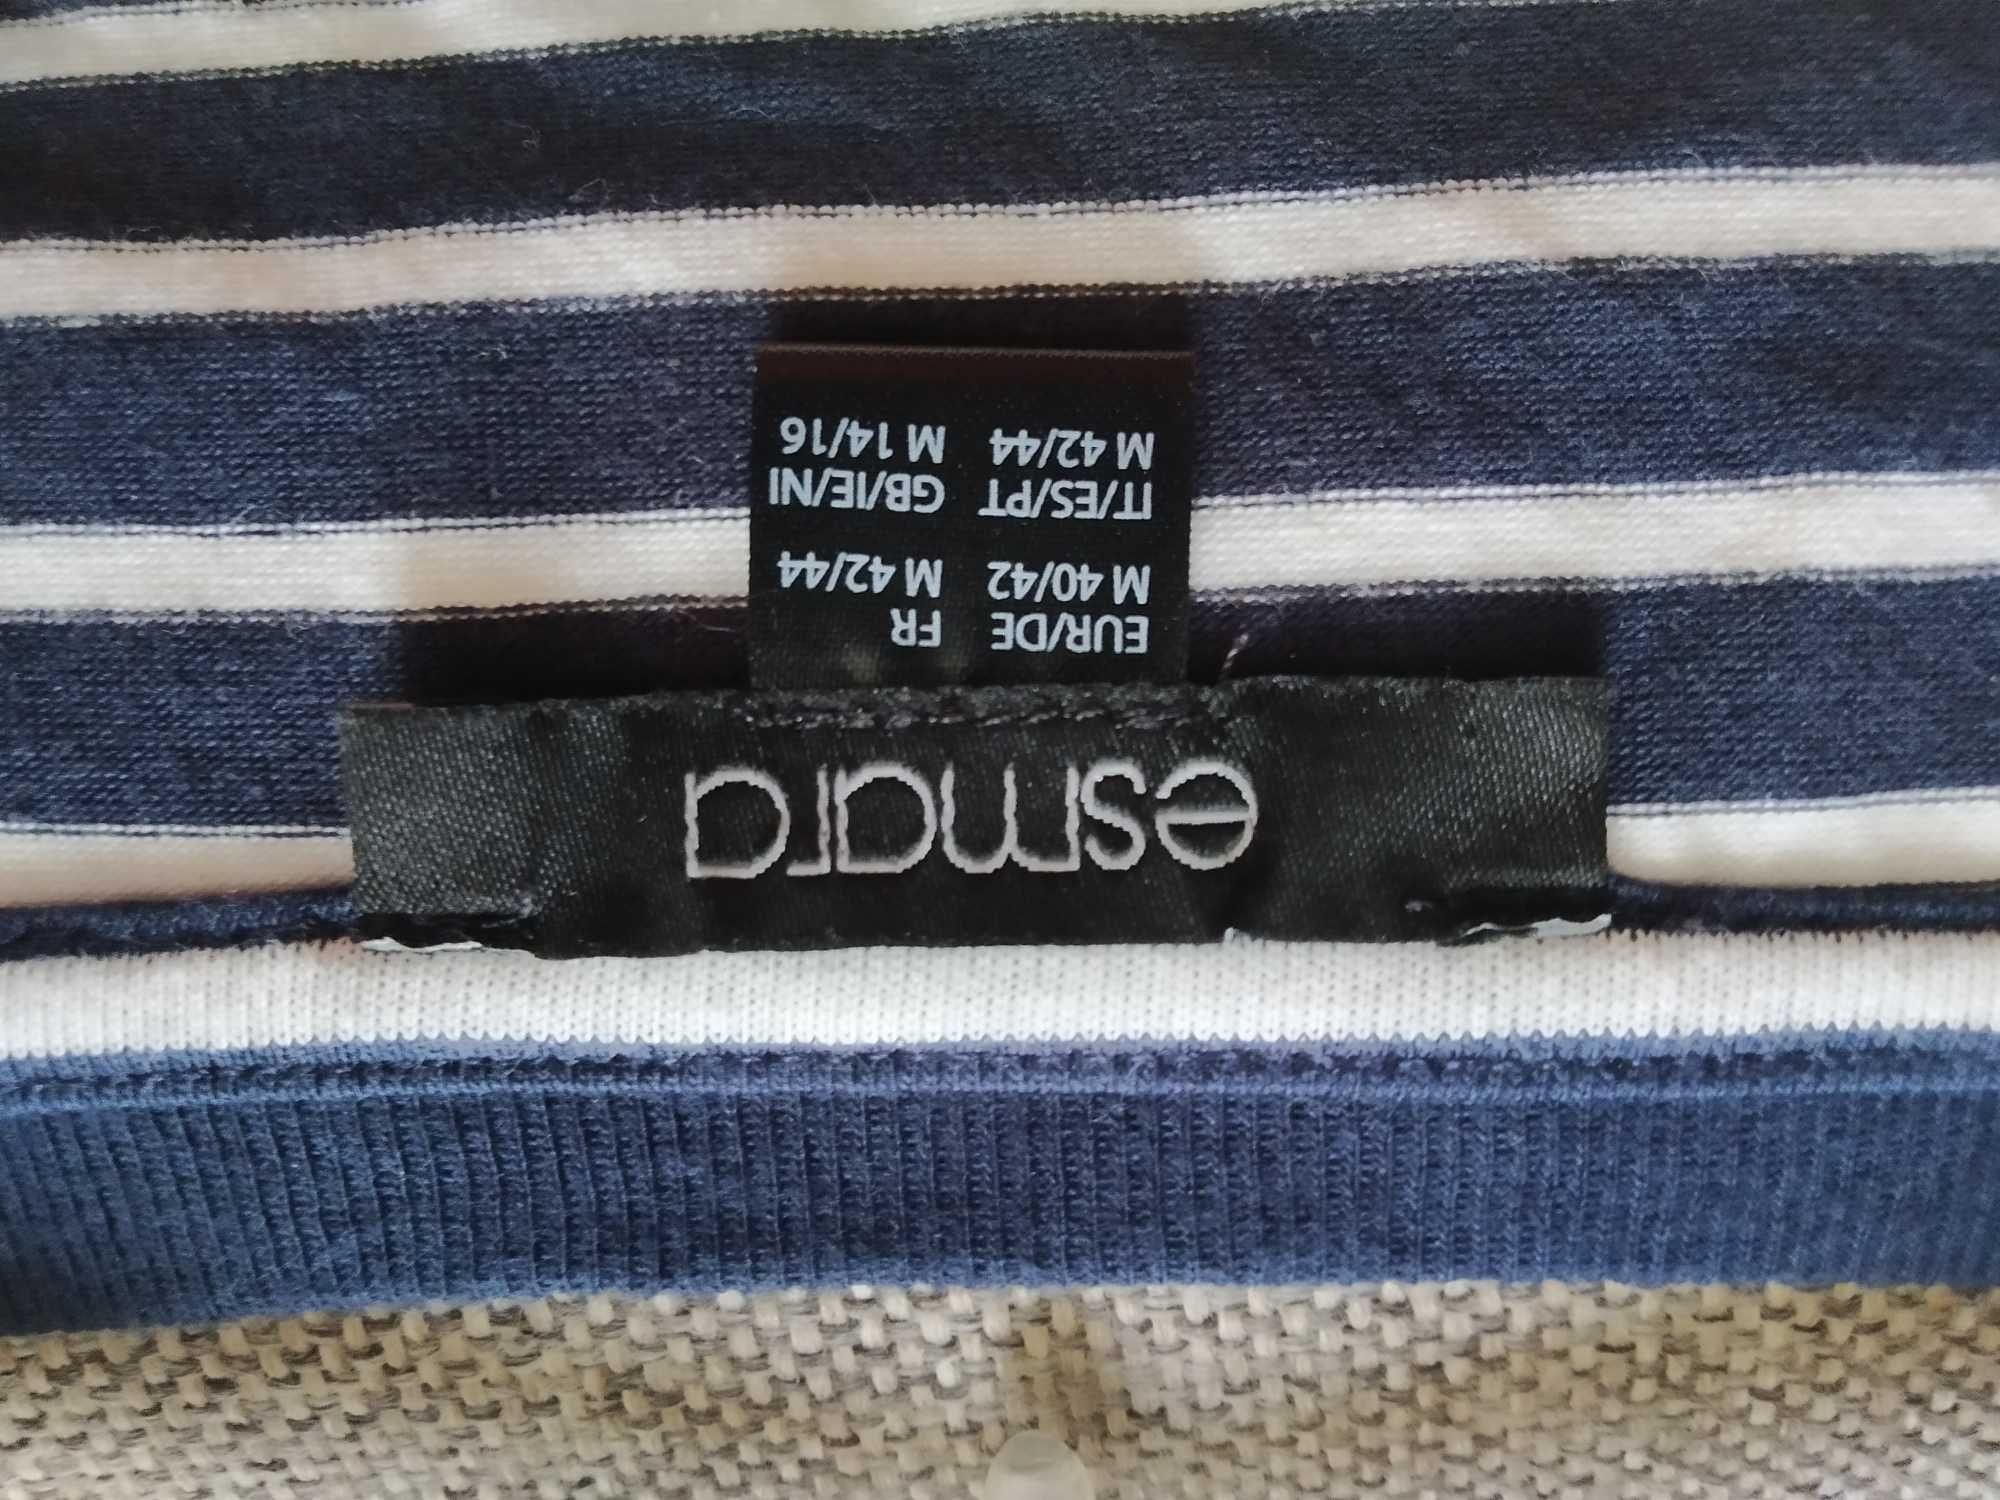 esmara
EUR/DE FR
M 40/42 M 42/44
IT/ES/PT GB/IE/NI
M 42/44 M 14/16